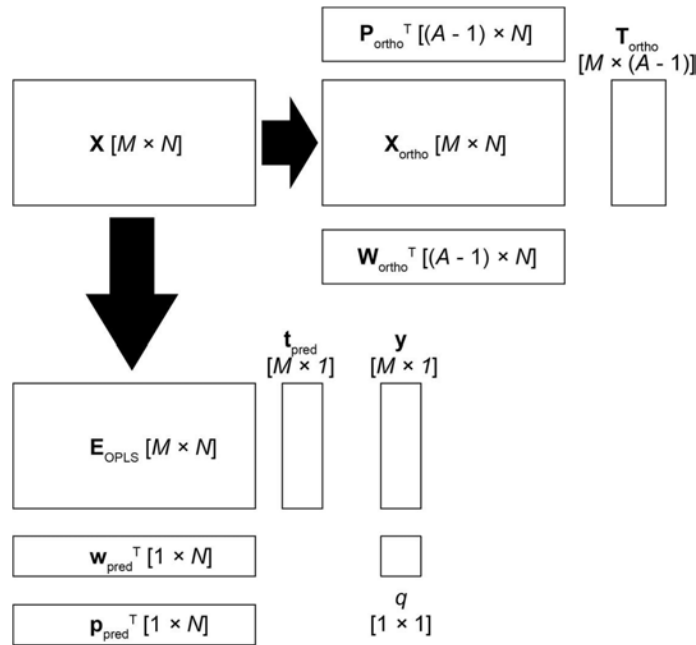 P_ortho^T [(A - 1) × N]
T_ortho
[M × (A - 1)]
X [M × N]
X_ortho [M × N]
W_ortho^T [(A - 1) × N]
t_pred
[M × 1]
y
[M × 1]
E_OPLS [M × N]
w_pred^T [1 × N]
q
[1 × 1]
p_pred^T [1 × N]